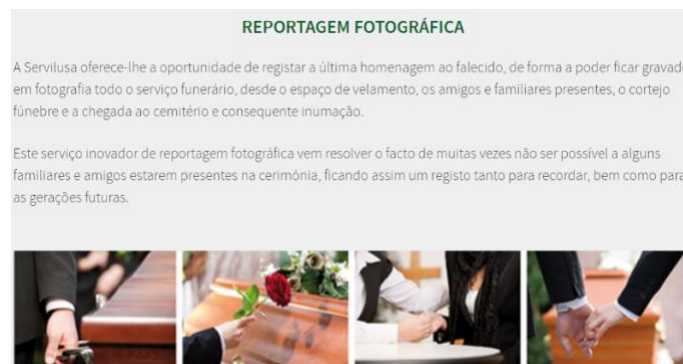 REPORTAGEM FOTOGRÁFICA
A Servilusa oferece-lhe a oportunidade de registar a última homenagem ao falecido, de forma a poder ficar gravad
em fotografia todo o serviço funerário, desde o espaço de velamento, os amigos e familiares presentes, o cortejo
fúnebre e a chegada ao cemitério e consequente inumação.
Este serviço inovador de reportagem fotográfica vem resolver o facto de muitas vezes não ser possível a alguns
familiares e amigos estarem presentes na cerimónia, ficando assim um registo tanto para recordar, bem como para
as gerações futuras.